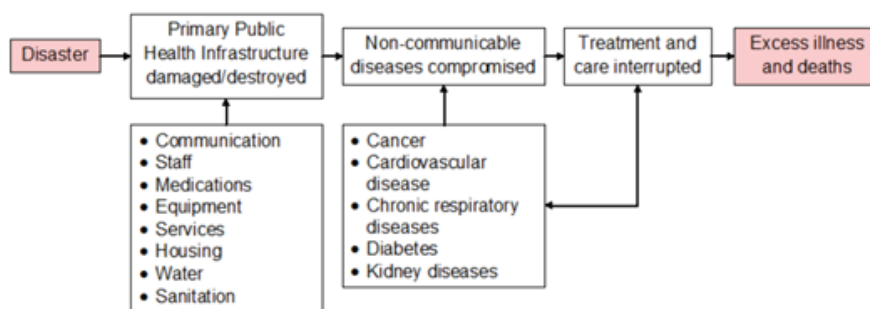 Disaster
Primary Public
Health Infrastructure
damaged/destroyed
Non-communicable
diseases compromised
Treatment and
care interrupted
Excess illness
and deaths
• Communication
• Staff
• Medications
• Equipment
• Services
• Housing
• Water
• Sanitation
• Cancer
• Cardiovascular
disease
• Chronic respiratory
diseases
• Diabetes
• Kidney diseases